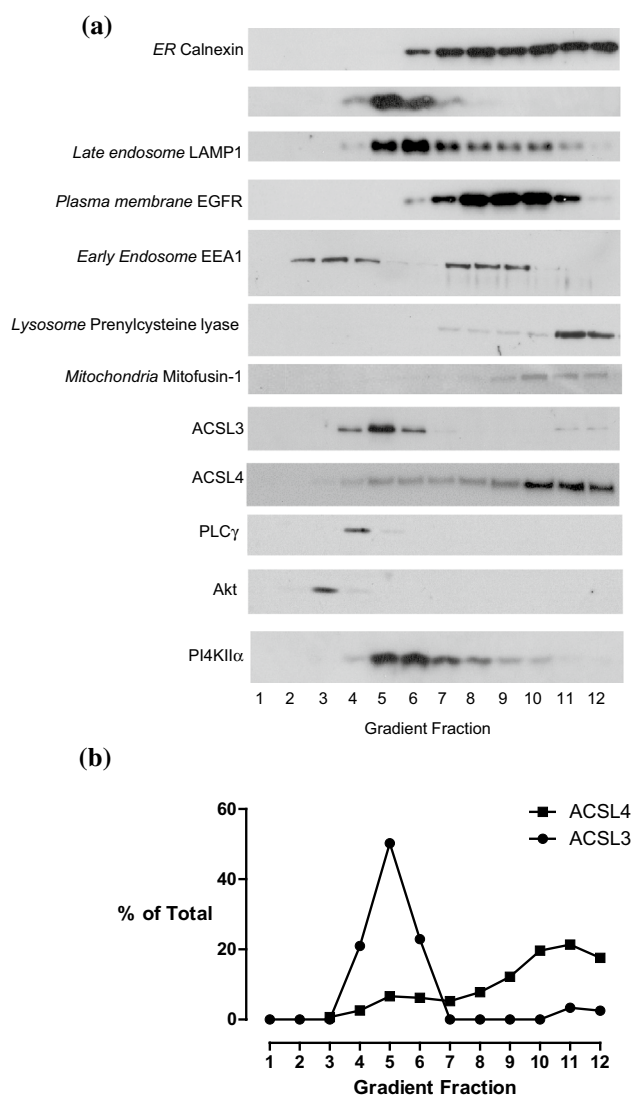 (a)
ER Calnexin
Late endosome LAMP1
Plasma membrane EGFR
Early Endosome EEA1
Lysosome Prenylcysteine lyase
Mitochondria Mitofusin-1
ACSL3
ACSL4
PLCγ
Akt
PI4KIIα
1 2 3 4 5 6 7 8 9 10 11 12
Gradient Fraction
(b)
60
40
20
0
% of Total
ACSL4
ACSL3
1 2 3 4 5 6 7 8 9 10 11 12
Gradient Fraction